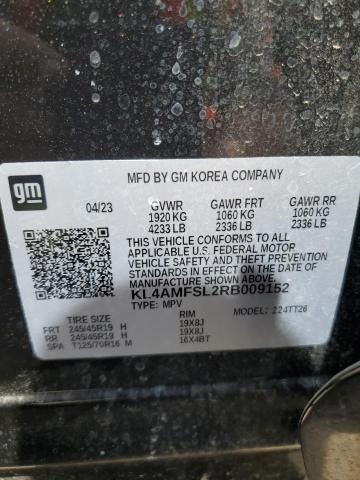 gm
MFD BY GM KOREA COMPANY
04/23 GVWR GAWR FRT GAWR RR
1920 KG 1060 KG 1060 KG
4233 LB 2336 LB 2336 LB
THIS VEHICLE CONFORMS TO ALL
APPLICABLE U.S. FEDERAL MOTOR
VEHICLE SAFETY AND THEFT
PREVENTION STANDARDS IN
EFFECT ON THE DATE OF
MANUFACTURE SHOWN ABOVE.
KL4AMFSL2RB009152
TYPE: MPV MODEL: 224TT26
TIRE SIZE RIM
FRT 245/45R19 H 19X8J
RR 245/45R19 H 19X8J
SPA T125/70R16 M 16X4BT